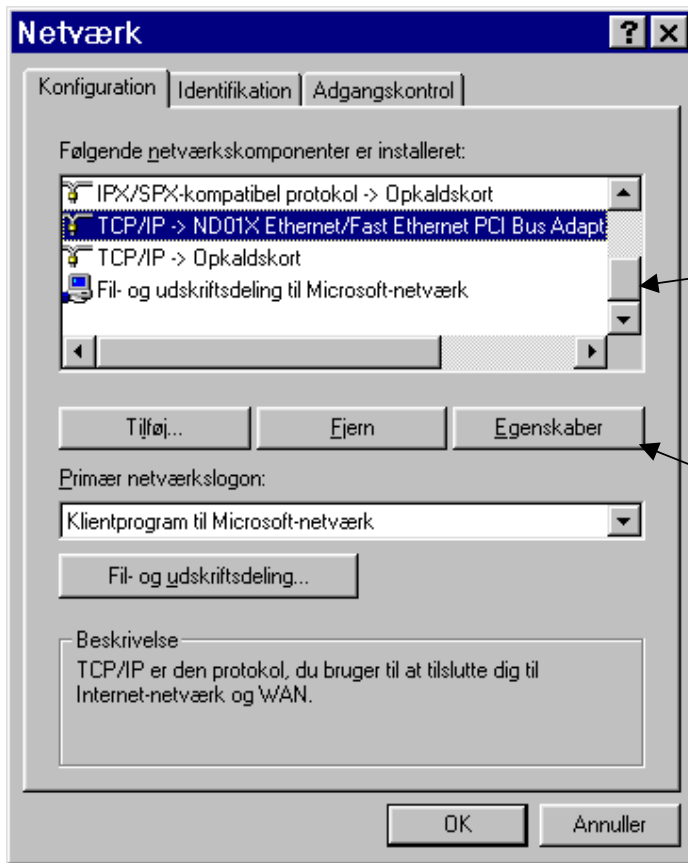 Netværk
Konfiguration Identifikation Adgangskontrol
Følgende netværkskomponenter er installeret:
IPX/SPX-kompatibel protokol -> Opkaldskort
TCP/IP -> ND01X Ethernet/Fast Ethernet PCI Bus Adapt
TCP/IP -> Opkaldskort
Fil- og udskriftsdeling til Microsoft-netværk
Tilføj... Fjern Egenskaber
Primær netværkslogon:
Klientprogram til Microsoft-netværk
Fil- og udskriftsdeling...
Beskrivelse
TCP/IP er den protokol, du bruger til at tilslutte dig til
Internet-netværk og WAN.
OK Annuller